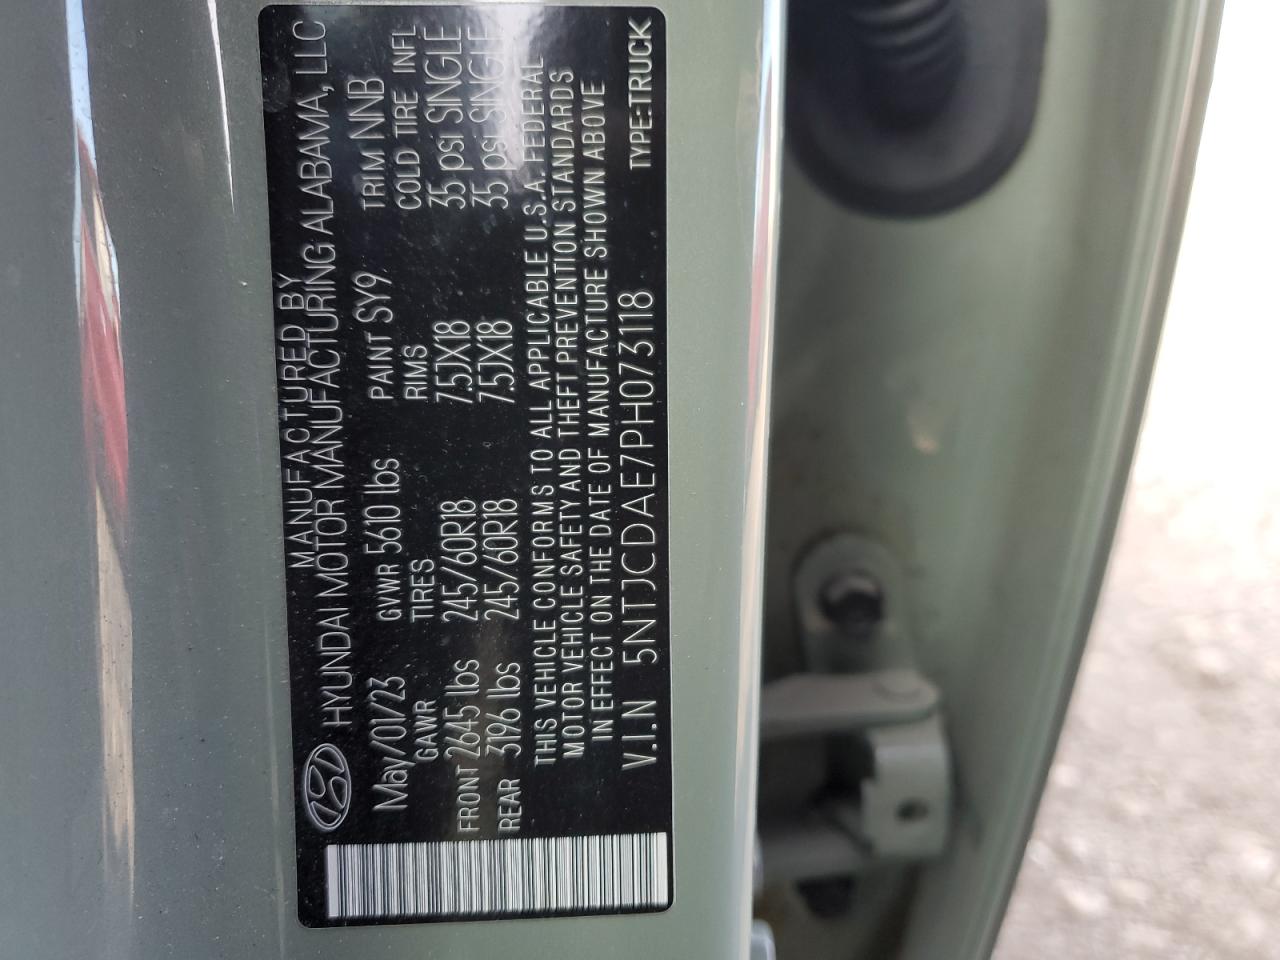 MANUFACTURED BY
HYUNDAI MOTOR MANUFACTURING ALABAMA, LLC
May/01/23 GVWR 5610 lbs PAINT SY9 TRIM NNB
GAWR TIRES RIMS COLD TIRE INFL
FRONT 2645 lbs 245/60R18 7.5JX18 35 psi SINGLE
REAR 3196 lbs 245/60R18 7.5JX18 35 psi SINGLE
THIS VEHICLE CONFORMS TO ALL APPLICABLE U.S.A. FEDERAL
MOTOR VEHICLE SAFETY AND THEFT PREVENTION STANDARDS
IN EFFECT ON THE DATE OF MANUFACTURE SHOWN ABOVE
V.I.N 5NTJCDAE7PH073118 TYPE:TRUCK